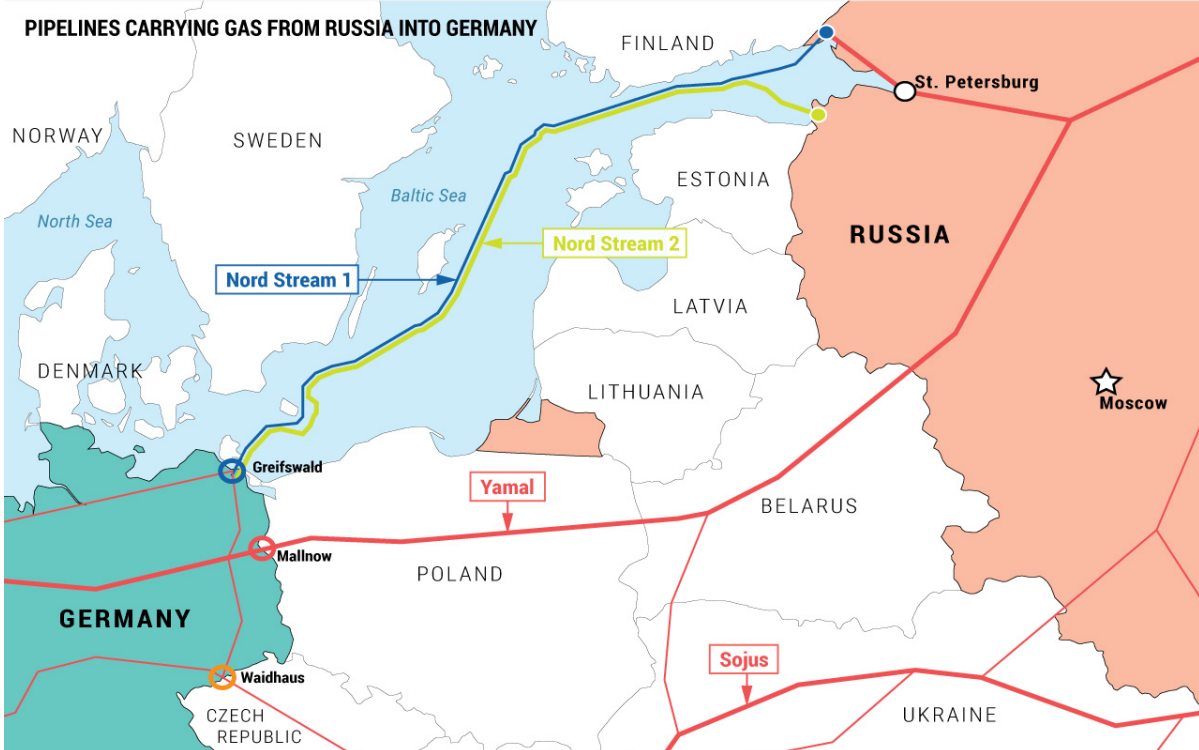 PIPELINES CARRYING GAS FROM RUSSIA INTO GERMANY
FINLAND
St. Petersburg
NORWAY
SWEDEN
ESTONIA
Baltic Sea
North Sea
RUSSIA
Nord Stream 2
Nord Stream 1
LATVIA
DENMARK
LITHUANIA
Moscow
Greifswald
Yamal
BELARUS
Mallnow
POLAND
GERMANY
Sojus
Waidhaus
CZECH
REPUBLIC
UKRAINE